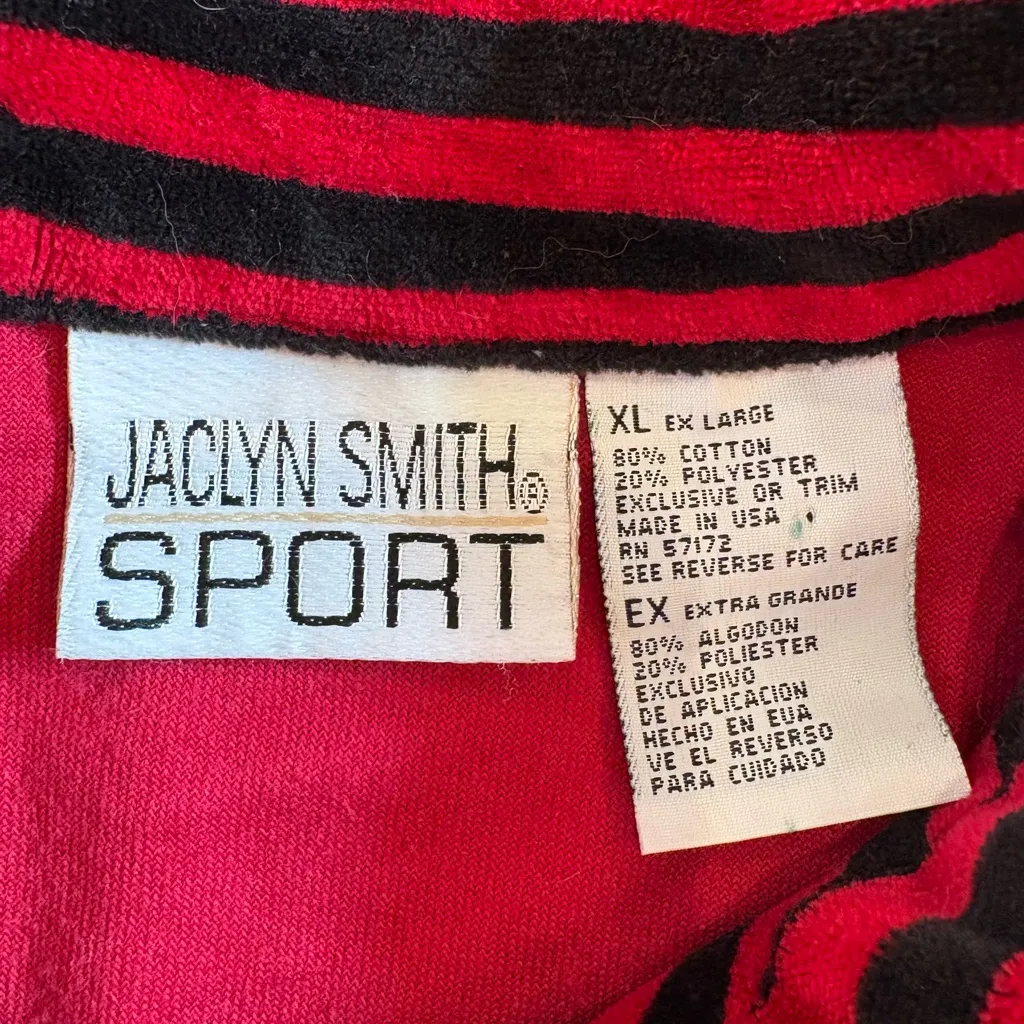 JACLYN SMITH®
SPORT
XL EX LARGE
80% COTTON
20% POLYESTER
EXCLUSIVE OR TRIM
MADE IN USA
RN 57172
SEE REVERSE FOR CARE
EX EXTRA GRANDE
80% ALGODON
20% POLIESTER
EXCLUSIVO
DE APLICACION
HECHO EN EUA
VE EL REVERSO
PARA CUIDADO